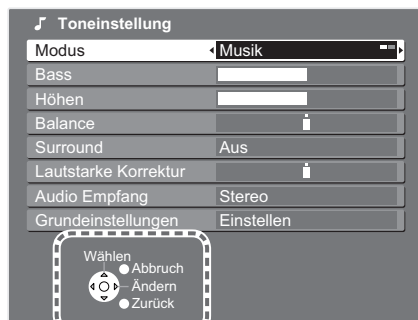 Toneinstellung
Modus Musik
Bass
Höhen
Balance
Surround Aus
Lautstarke Korrektur
Audio Empfang Stereo
Grundeinstellungen Einstellen
Wählen
Abbruch
Ändern
Zurück